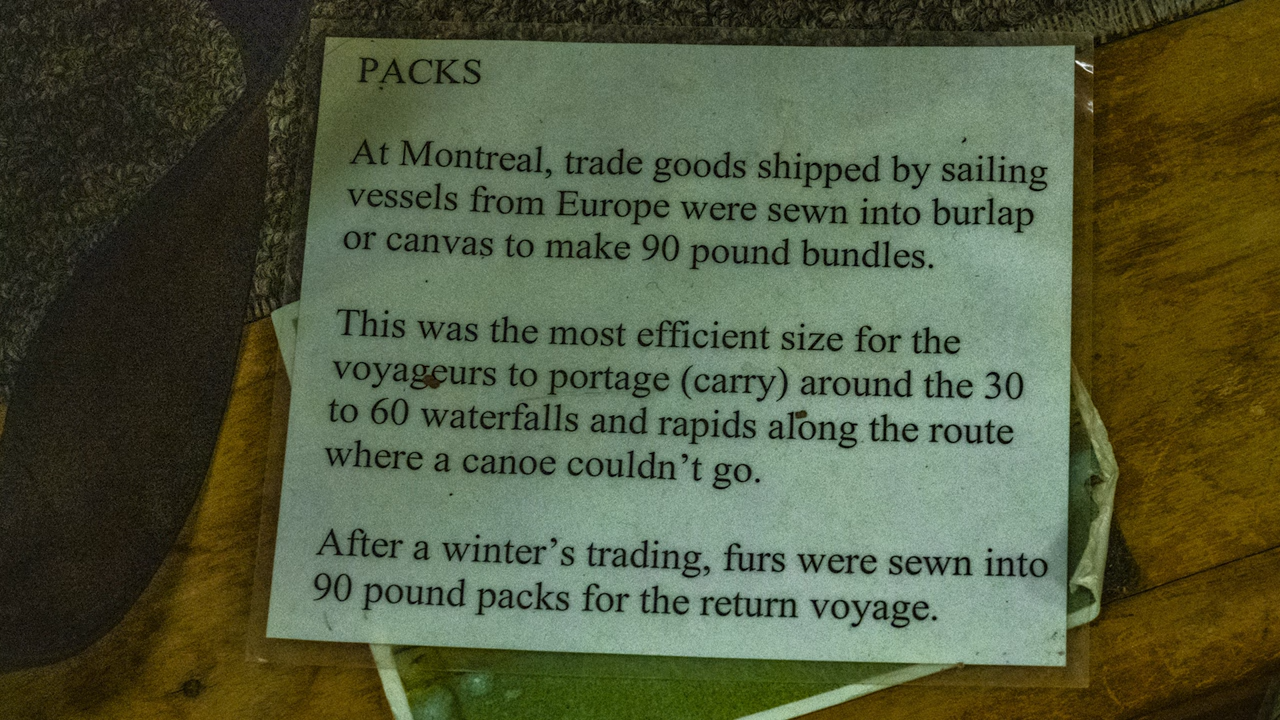 PACKS
At Montreal, trade goods shipped by sailing
vessels from Europe were sewn into burlap
or canvas to make 90 pound bundles.
This was the most efficient size for the
voyageurs to portage (carry) around the 30
to 60 waterfalls and rapids along the route
where a canoe couldn’t go.
After a winter’s trading, furs were sewn into
90 pound packs for the return voyage.